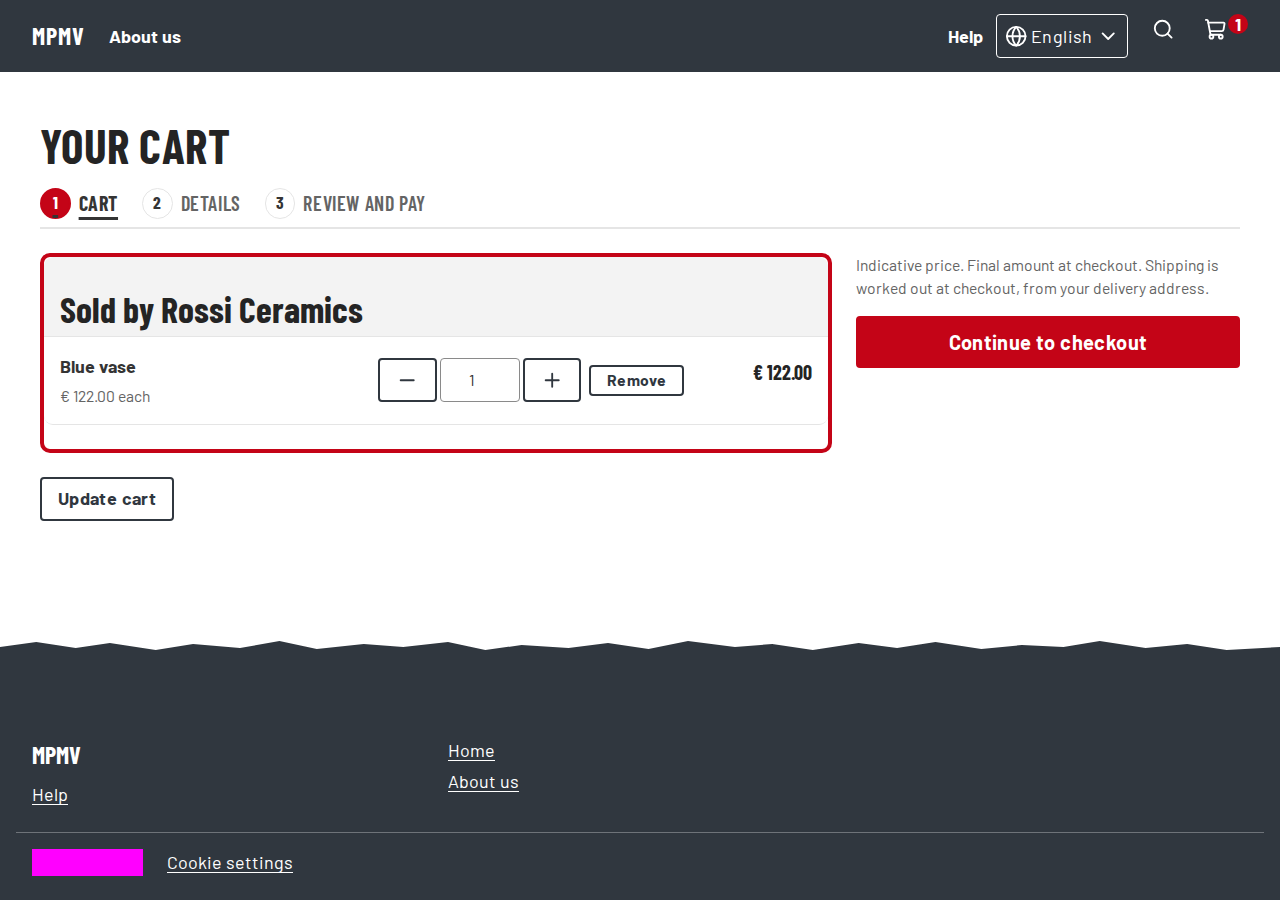 MPMV
About us
Help
English
1
YOUR CART
1 CART
2 DETAILS
3 REVIEW AND PAY
Sold by Rossi Ceramics
Blue vase
€ 122.00 each
1
Remove
€ 122.00
Indicative price. Final amount at checkout. Shipping is
worked out at checkout, from your delivery address.
Continue to checkout
Update cart
MPMV
Help
Home
About us
Cookie settings